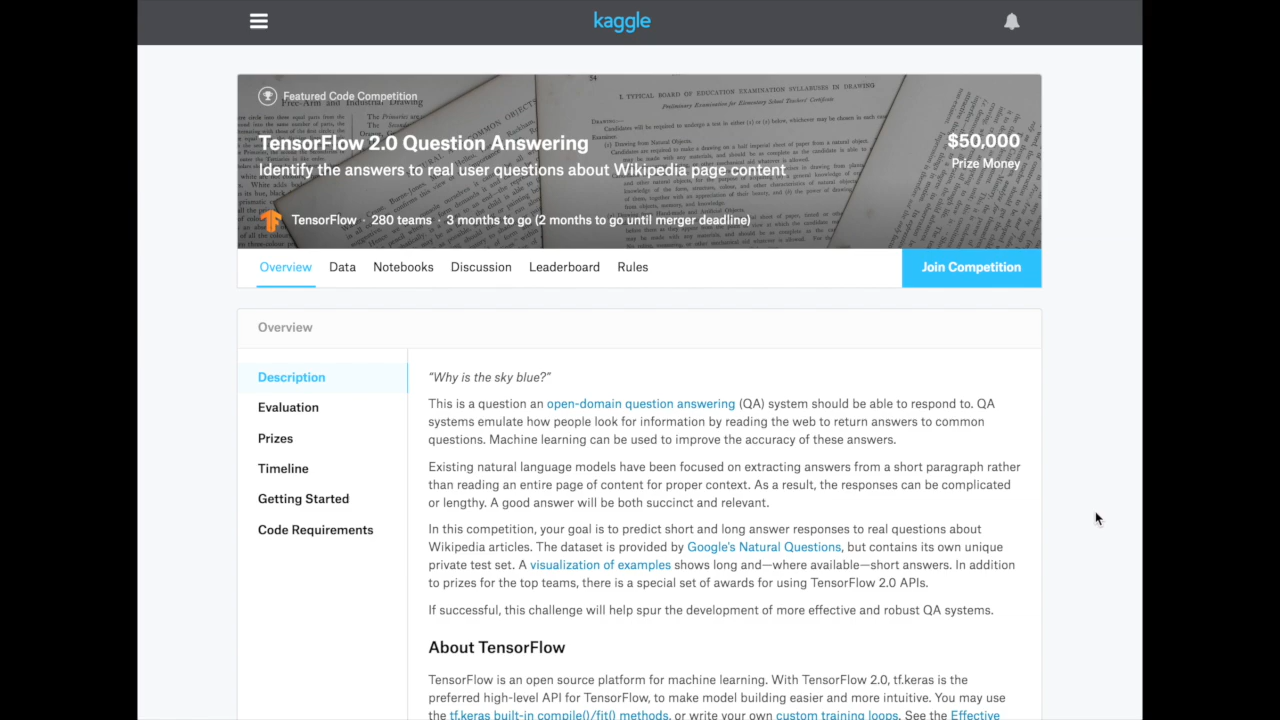 kaggle
Featured Code Competition
TensorFlow 2.0 Question Answering
Identify the answers to real user questions about Wikipedia page content
$50,000
Prize Money
TensorFlow · 280 teams · 3 months to go (2 months to go until merger deadline)
Overview
Data
Notebooks
Discussion
Leaderboard
Rules
Join Competition
Overview
Description
Evaluation
Prizes
Timeline
Getting Started
Code Requirements
“Why is the sky blue?”
This is a question an open-domain question answering (QA) system should be able to respond to. QA
systems emulate how people look for information by reading the web to return answers to common
questions. Machine learning can be used to improve the accuracy of these answers.
Existing natural language models have been focused on extracting answers from a short paragraph rather
than reading an entire page of content for proper context. As a result, the responses can be complicated
or lengthy. A good answer will be both succinct and relevant.
In this competition, your goal is to predict short and long answer responses to real questions about
Wikipedia articles. The dataset is provided by Google's Natural Questions, but contains its own unique
private test set. A visualization of examples shows long and—where available—short answers. In addition
to prizes for the top teams, there is a special set of awards for using TensorFlow 2.0 APIs.
If successful, this challenge will help spur the development of more effective and robust QA systems.
About TensorFlow
TensorFlow is an open source platform for machine learning. With TensorFlow 2.0, tf.keras is the
preferred high-level API for TensorFlow, to make model building easier and more intuitive. You may use
the tf.keras built-in compile()/fit() methods, or write your own custom training loops. See the Effective